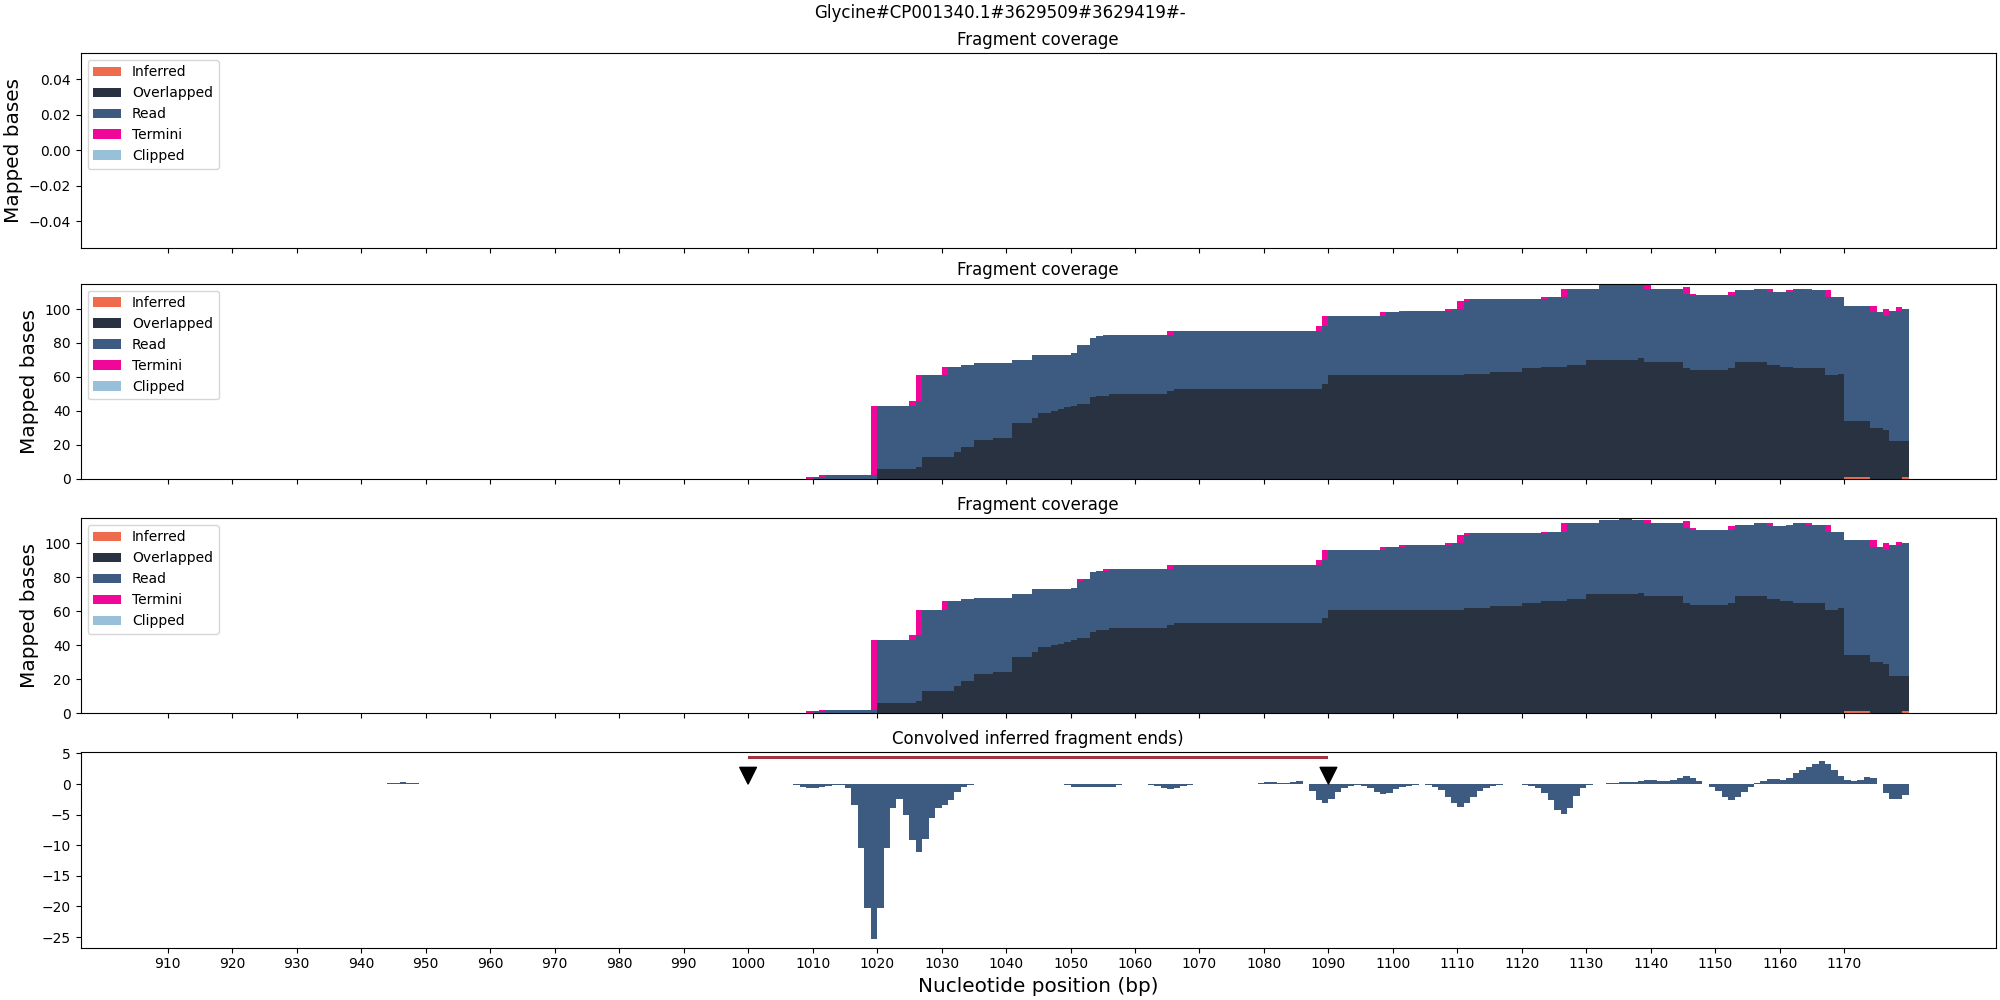 Glycine#CP001340.1#3629509#3629419#-
Fragment coverage
Mapped bases
0.04
0.02
0.00
−0.02
−0.04
Inferred
Overlapped
Read
Termini
Clipped
Fragment coverage
Mapped bases
100
80
60
40
20
0
Inferred
Overlapped
Read
Termini
Clipped
Fragment coverage
Mapped bases
100
80
60
40
20
0
Inferred
Overlapped
Read
Termini
Clipped
Convolved inferred fragment ends)
5
0
−5
−10
−15
−20
−25
910 920 930 940 950 960 970 980 990 1000 1010 1020 1030 1040 1050 1060 1070 1080 1090 1100 1110 1120 1130 1140 1150 1160 1170
Nucleotide position (bp)